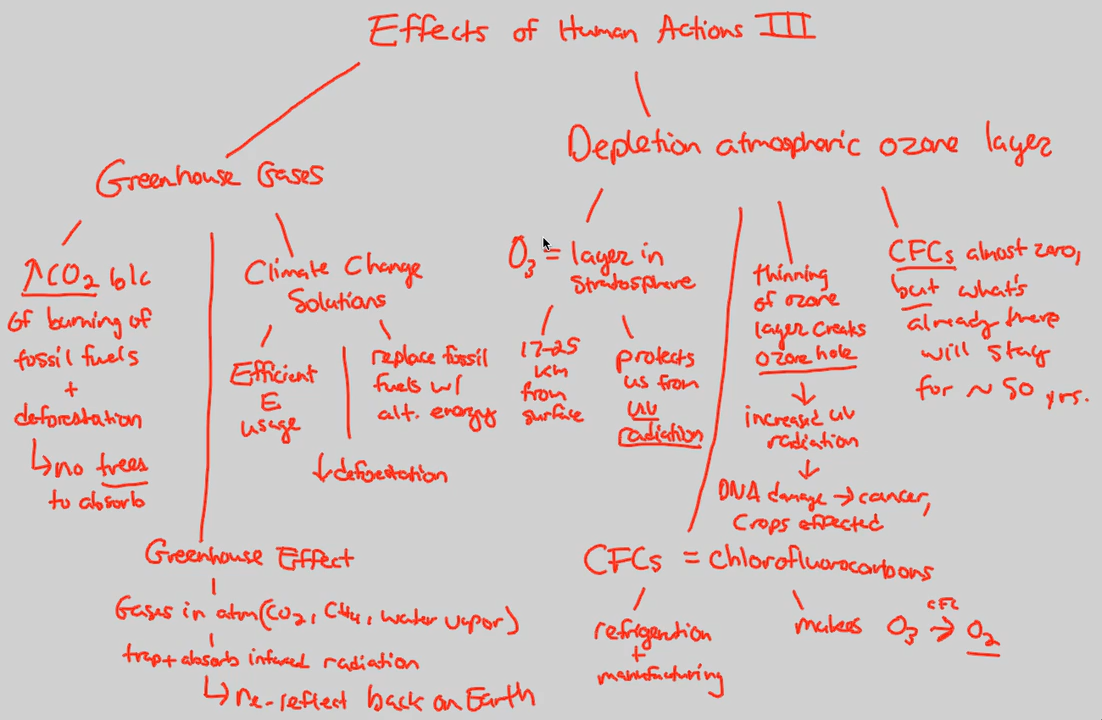 Effects of Human Actions III
Greenhouse Gases
↑CO2 b/c
of burning of
fossil fuels
+
deforestation
↳no trees
to absorb
Climate Change
Solutions
Efficient
E
usage
replace fossil
fuels w/
alt. energy
↓deforestation
Greenhouse Effect
Gases in atm(CO2, CH4, water vapor)
trap+absorb infared radiation
↳re-reflect back on Earth
Depletion atmospheric ozone layer
O3 = layer in
stratosphere
17-25
km
from
surface
protects
us from
UV
radiation
thinning
of ozone
layer creates
ozone hole
↓
increased UV
radiation
↓
DNA damage → cancer,
Crops effected
CFCs almost zero,
but what's
already there
will stay
for ~ 50 yrs.
CFCs = Chlorofluorocarbons
refrigeration
+
manufacturing
CFC
makes O3 → O2